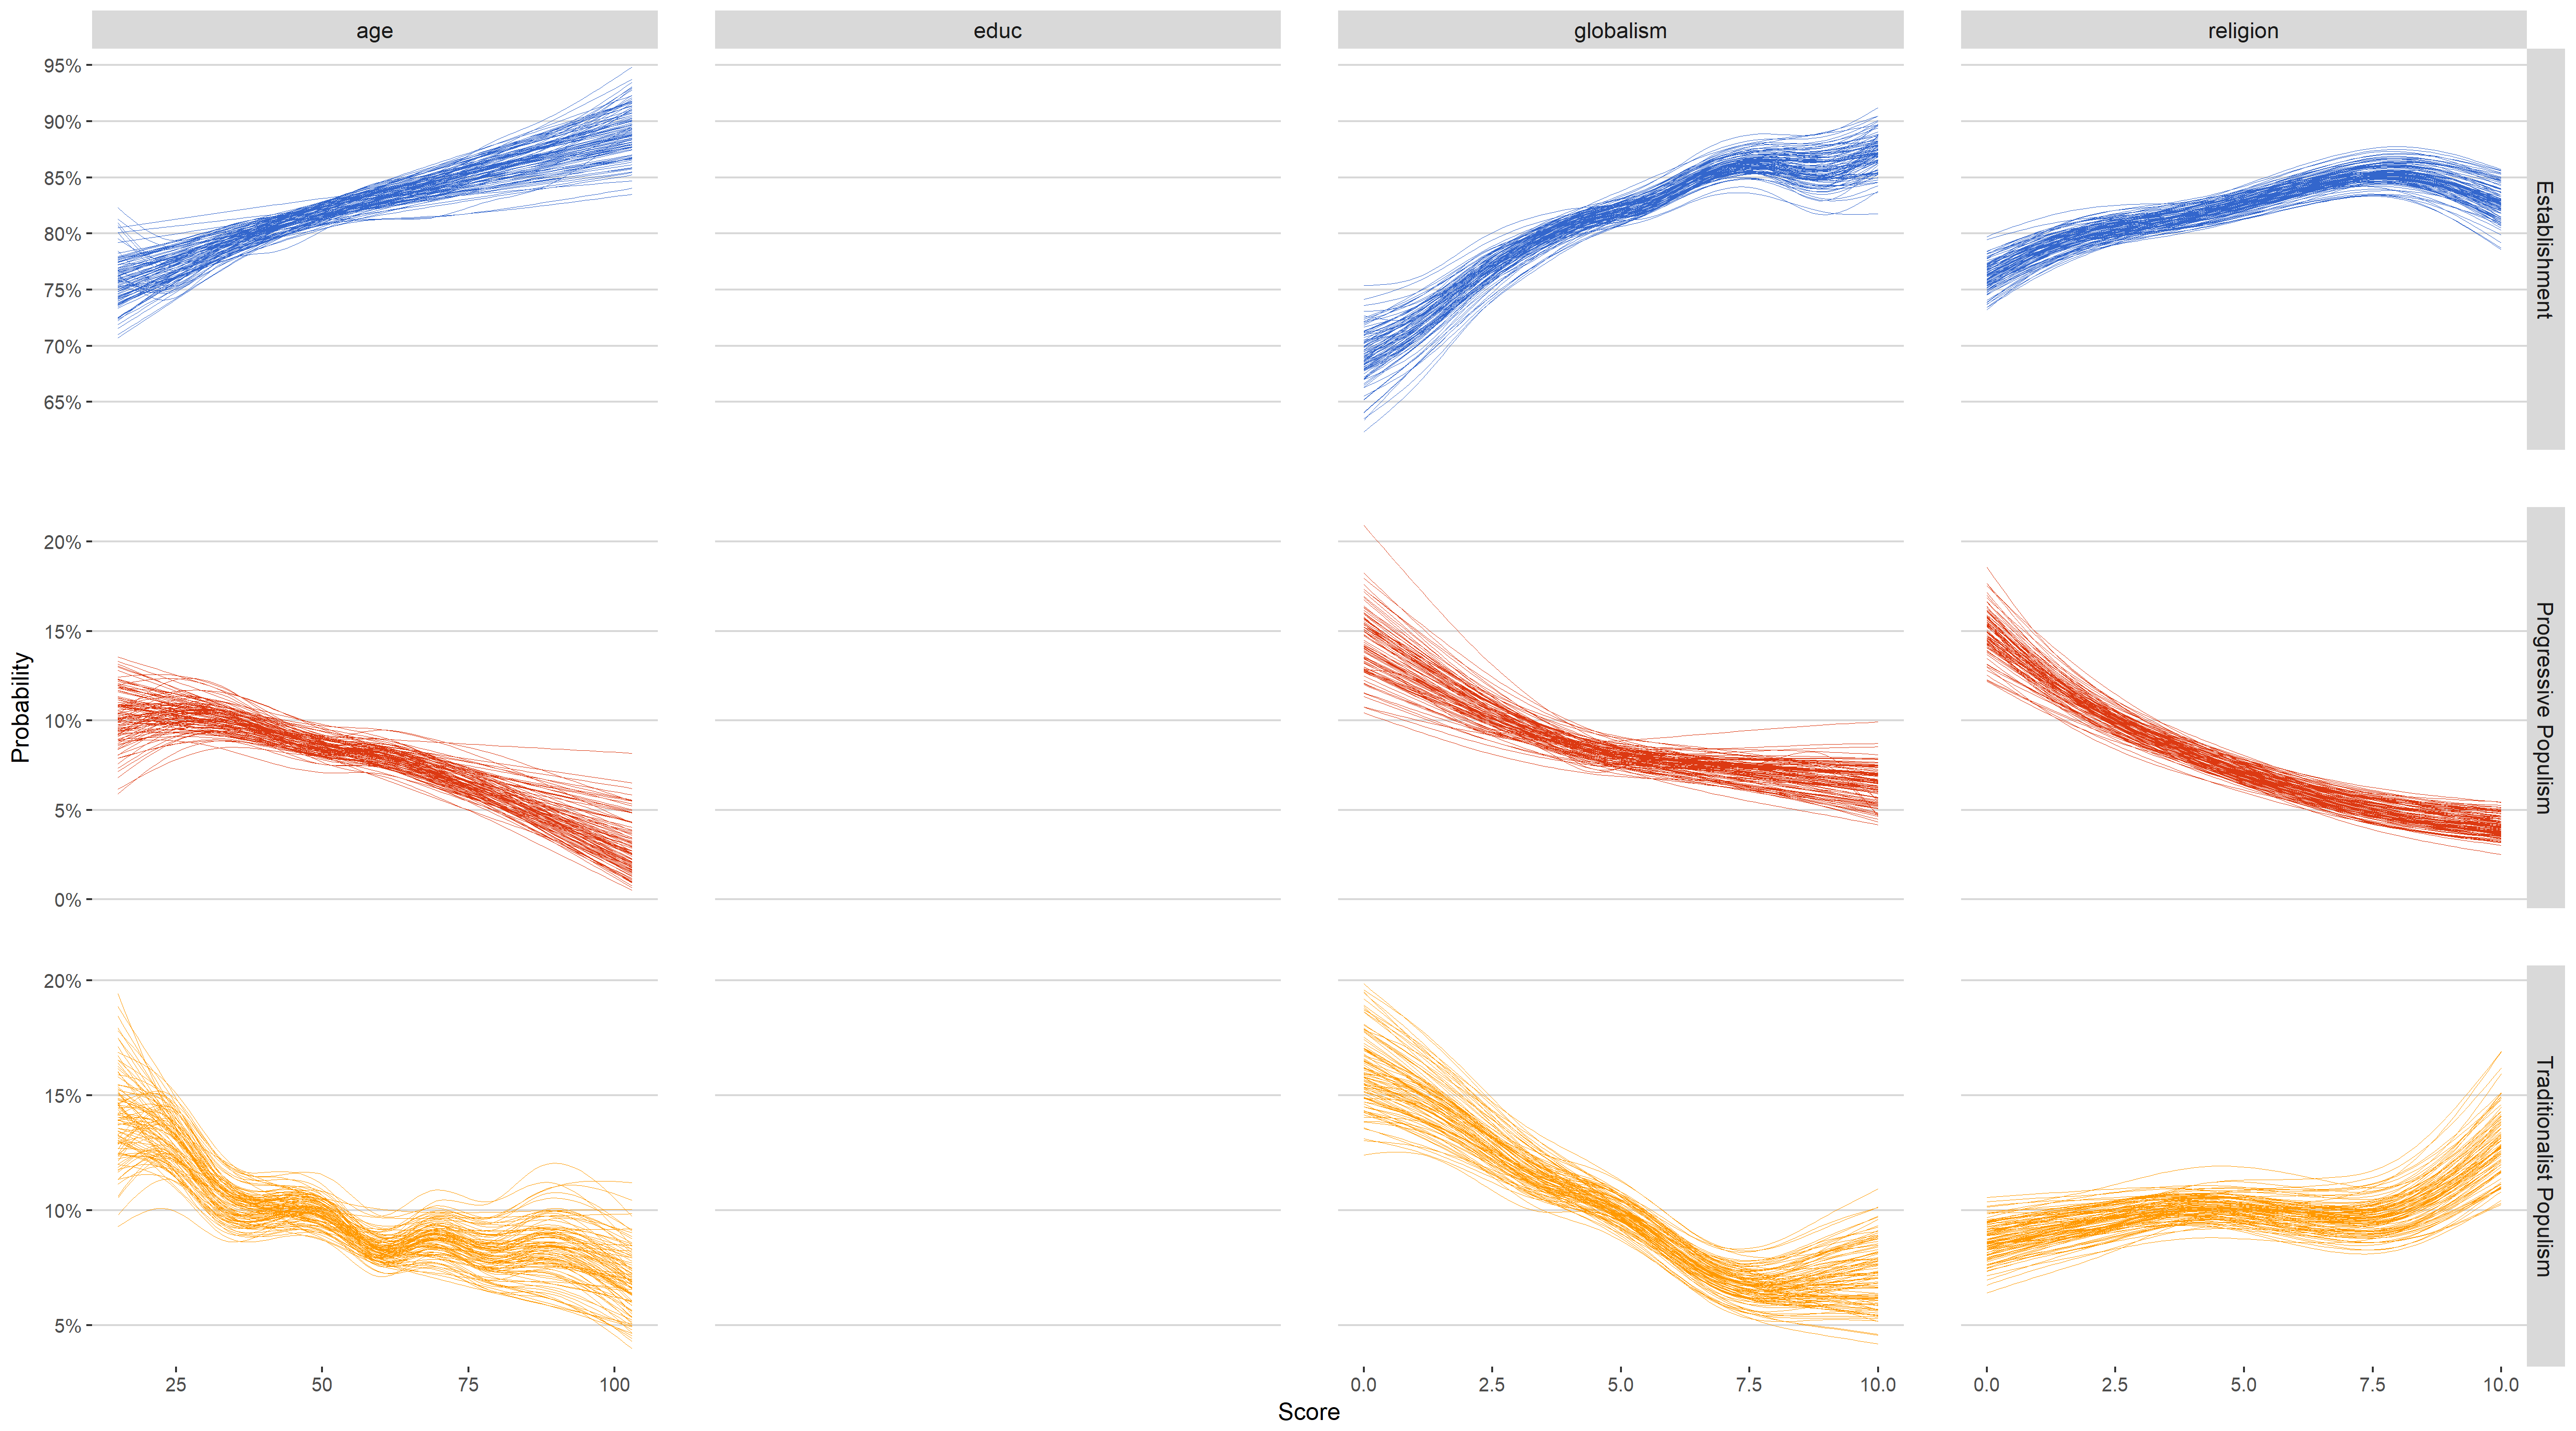 age educ globalism religion
95%
90%
85%
80%
75%
70%
65%
Establishment
20%
15%
10%
5%
0%
Progressive Populism
20%
15%
10%
5%
Traditionalist Populism
Probability
25 50 75 100 0.0 2.5 5.0 7.5 10.0 0.0 2.5 5.0 7.5 10.0
Score